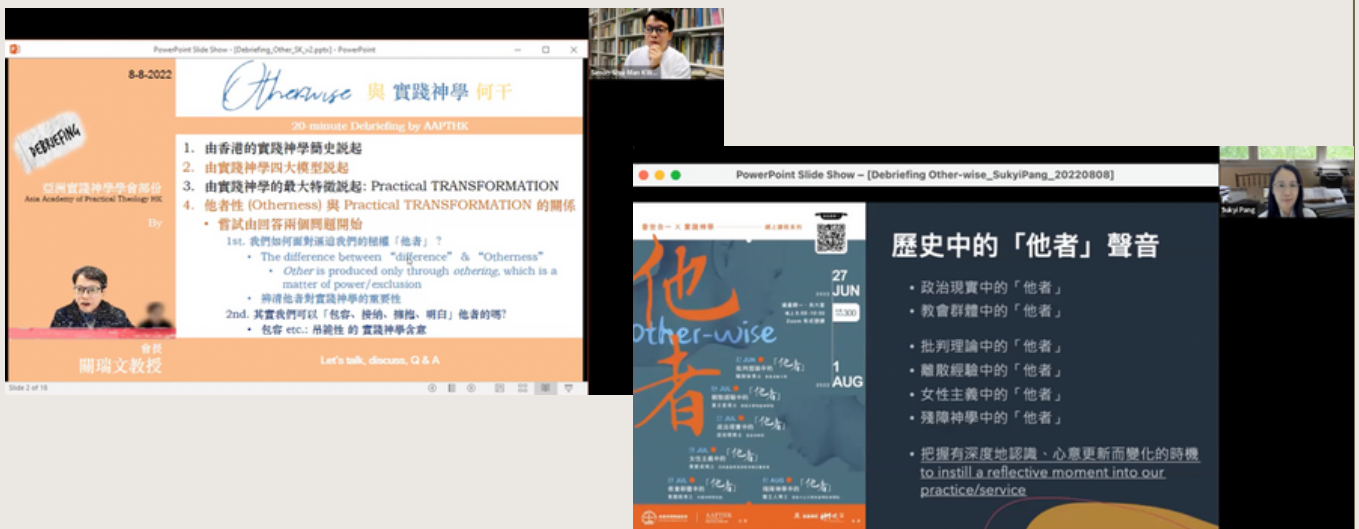 PowerPoint Slide Show - [Debriefing_Other_SK_v2.pptx] - PowerPoint
8-8-2022
DEBRIEFING
亞洲實踐神學學會部份
Asia Academy of Practical Theology HK
By
會長
關瑞文教授
Otherwise 與 實踐神學 何干
20-minute Debriefing by AAPTHK
1. 由香港的實踐神學簡史説起
2. 由實踐神學四大模型説起
3. 由實踐神學的最大特徵説起: Practical TRANSFORMATION
4. 他者性 (Otherness) 與 Practical TRANSFORMATION 的關係
• 嘗試由回答兩個問題開始
1st. 我們如何面對逼迫我們的極權「他者」？
• The difference between “difference” & “Otherness”
• Other is produced only through othering, which is a
matter of power/exclusion
• 辨清他者對實踐神學的重要性
2nd. 其實我們可以「包容、接納、擁抱、明白」他者的嗎?
• 包容 etc.: 吊詭性 的 實踐神學含意
Let's talk, discuss, Q & A
Slide 2 of 18
PowerPoint Slide Show – [Debriefing Other-wise_SukyiPang_20220808]
Sukyi Pang
他者
other-wise
27
2022 JUN
300
1
2022 AUG
AAPTHK
歷史中的「他者」聲音
• 政治現實中的「他者」
• 教會群體中的「他者」
• 批判理論中的「他者」
• 離散經驗中的「他者」
• 女性主義中的「他者」
• 殘障神學中的「他者」
• 把握有深度地認識、心意更新而變化的時機
to instill a reflective moment into our
practice/service